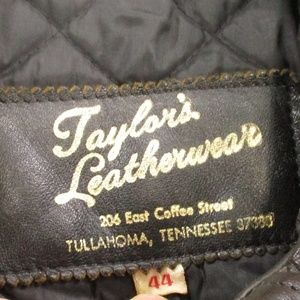 Taylor's
Leatherwear
206 East Coffee Street
TULLAHOMA, TENNESSEE 37388
44